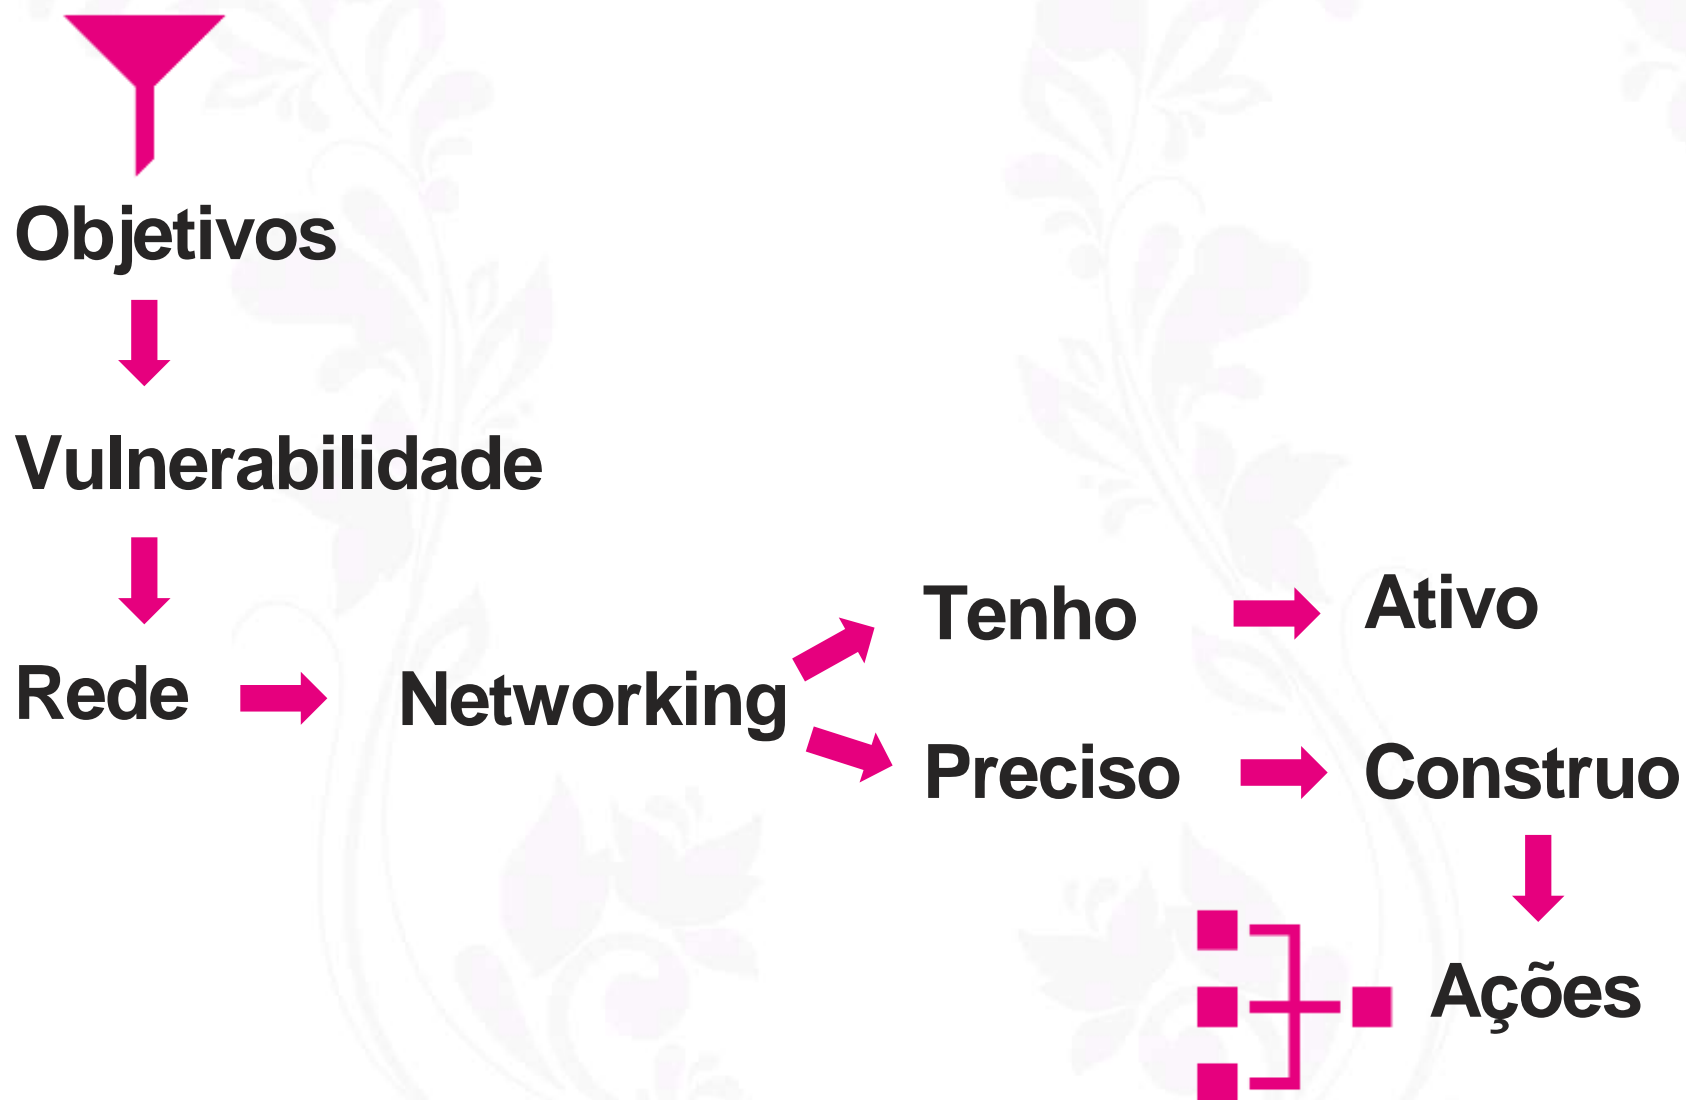 Objetivos
Vulnerabilidade
Rede
Networking
Tenho
Ativo
Preciso
Construo
Ações